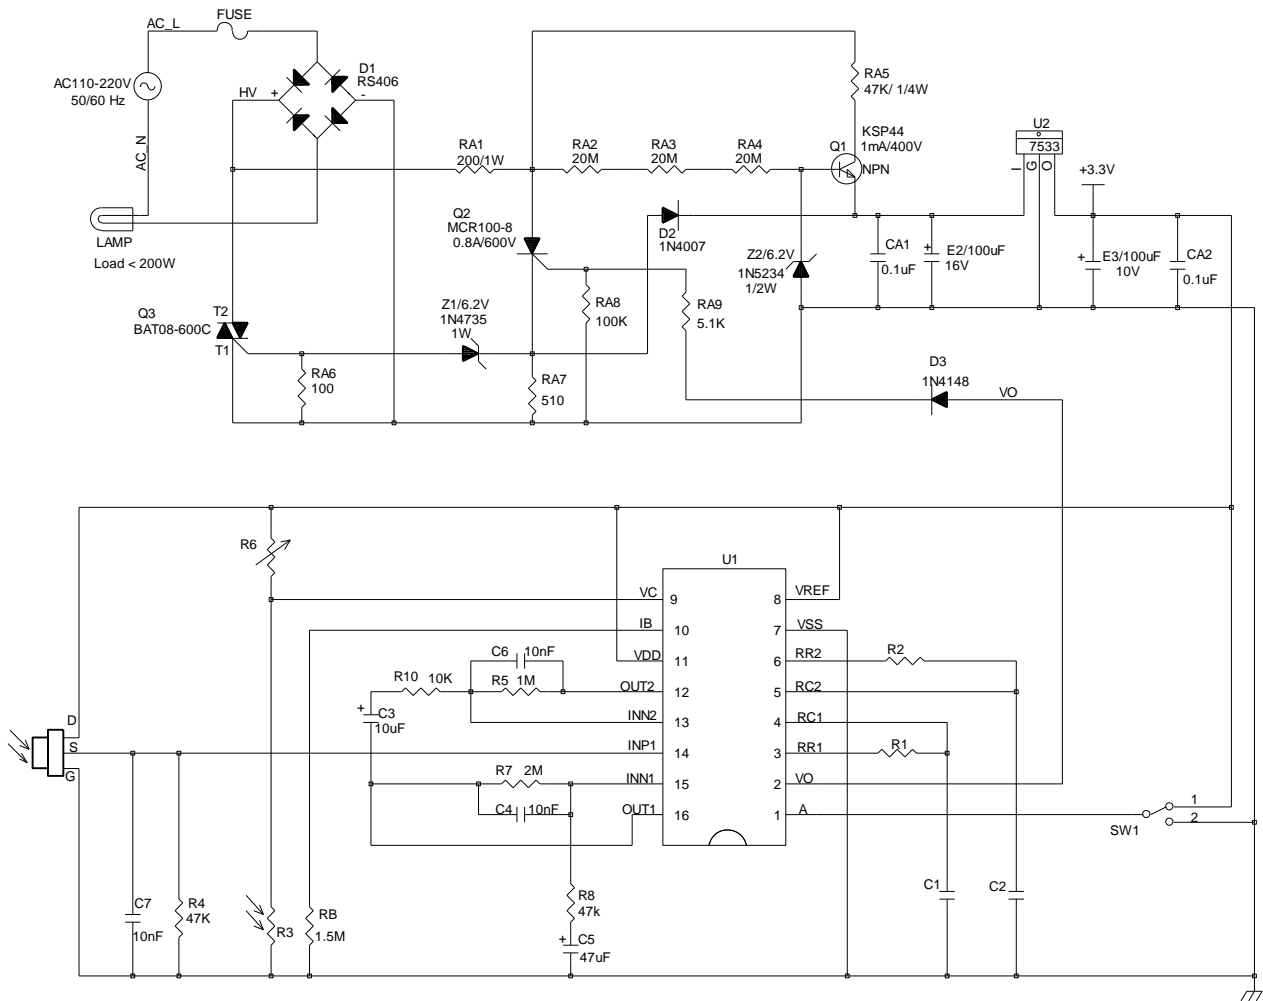 FUSE
AC_L
AC110-220V
50/60 Hz
AC_N
D1
RS406
HV
+
-
LAMP
Load < 200W
RA1
200/1W
RA2
20M
RA3
20M
RA4
20M
RA5
47K/ 1/4W
KSP44
1mA/400V
Q1
NPN
U2
7533
I
G
O
+3.3V
Q2
MCR100-8
0.8A/600V
D2
1N4007
Z2/6.2V
1N5234
1/2W
CA1
0.1uF
+
E2/100uF
16V
+
E3/100uF
10V
CA2
0.1uF
Q3
BAT08-600C
T2
T1
Z1/6.2V
1N4735
1W
RA8
100K
RA9
5.1K
RA6
100
RA7
510
D3
1N4148
VO
R6
U1
VC
9
8
VREF
IB
10
7
VSS
VDD
11
6
RR2
R2
C6
10nF
R10
10K
R5
1M
OUT2
12
5
RC2
+
C3
10uF
INN2
13
4
RC1
D
S
G
INP1
14
3
RR1
R1
R7
2M
INN1
15
2
VO
C4
10nF
OUT1
16
1
A
SW1
1
2
C7
10nF
R4
47K
R3
RB
1.5M
R8
47k
+
C5
47uF
C1
C2